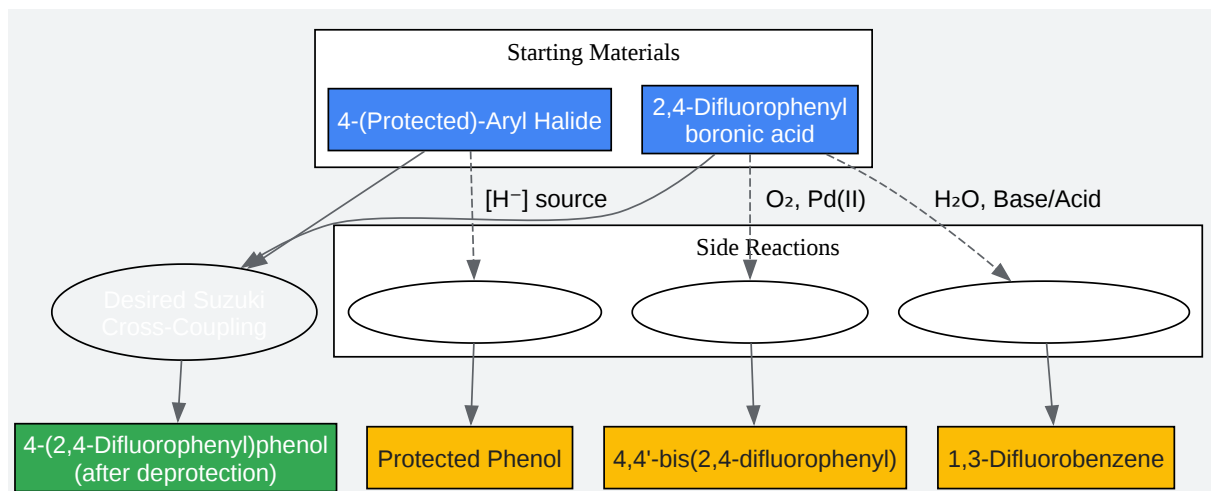 Starting Materials
4-(Protected)-Aryl Halide
2,4-Difluorophenyl
boronic acid
[H⁻] source
O₂, Pd(II)
H₂O, Base/Acid
Side Reactions
Desired Suzuki
Cross-Coupling
4-(2,4-Difluorophenyl)phenol
(after deprotection)
Protected Phenol
4,4'-bis(2,4-difluorophenyl)
1,3-Difluorobenzene